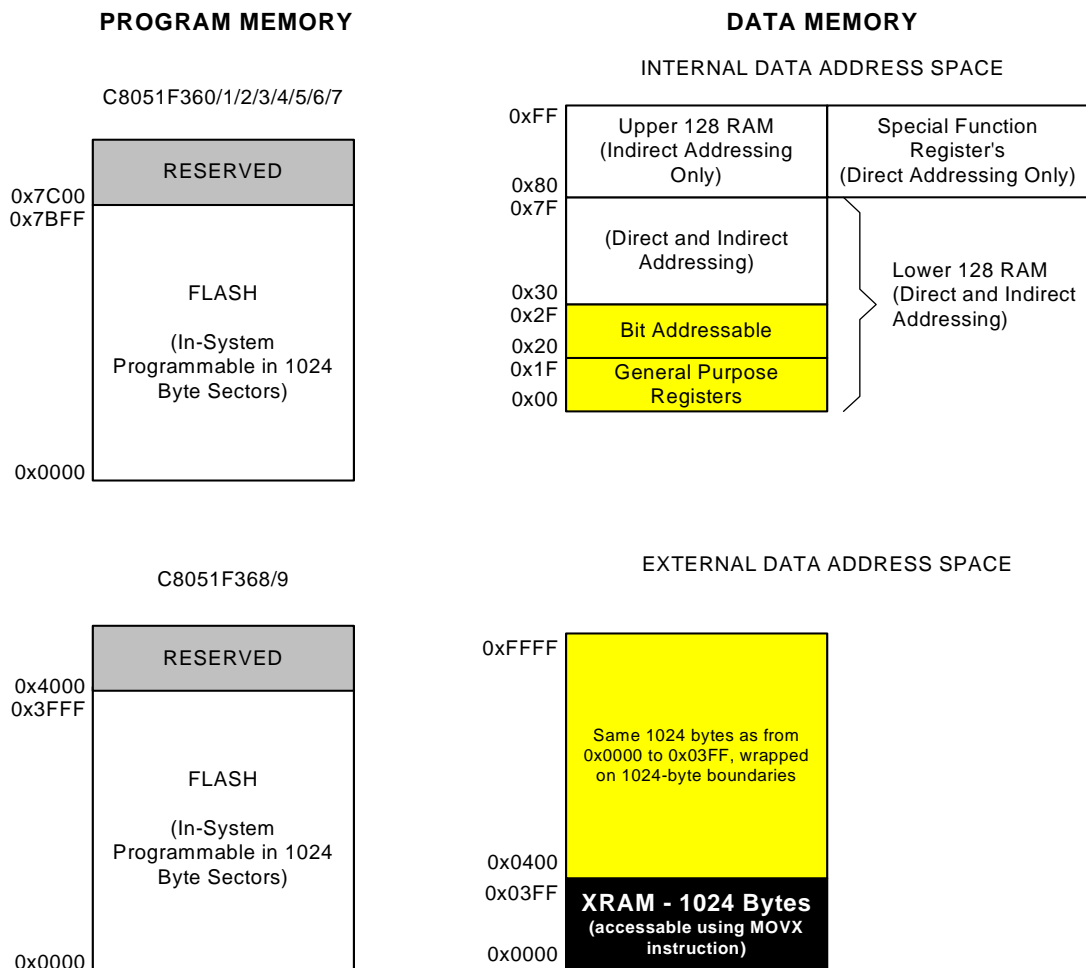 PROGRAM MEMORY
C8051F360/1/2/3/4/5/6/7
RESERVED
0x7C00
0x7BFF
FLASH
(In-System
Programmable in 1024
Byte Sectors)
0x0000
C8051F368/9
RESERVED
0x4000
0x3FFF
FLASH
(In-System
Programmable in 1024
Byte Sectors)
0x0000
DATA MEMORY
INTERNAL DATA ADDRESS SPACE
0xFF
Upper 128 RAM
(Indirect Addressing
Only)
Special Function
Register's
(Direct Addressing Only)
0x80
0x7F
(Direct and Indirect
Addressing)
Lower 128 RAM
(Direct and Indirect
Addressing)
0x30
0x2F
Bit Addressable
0x20
0x1F
General Purpose
Registers
0x00
EXTERNAL DATA ADDRESS SPACE
0xFFFF
Same 1024 bytes as from
0x0000 to 0x03FF, wrapped
on 1024-byte boundaries
0x0400
0x03FF
XRAM - 1024 Bytes
(accessable using MOVX
instruction)
0x0000